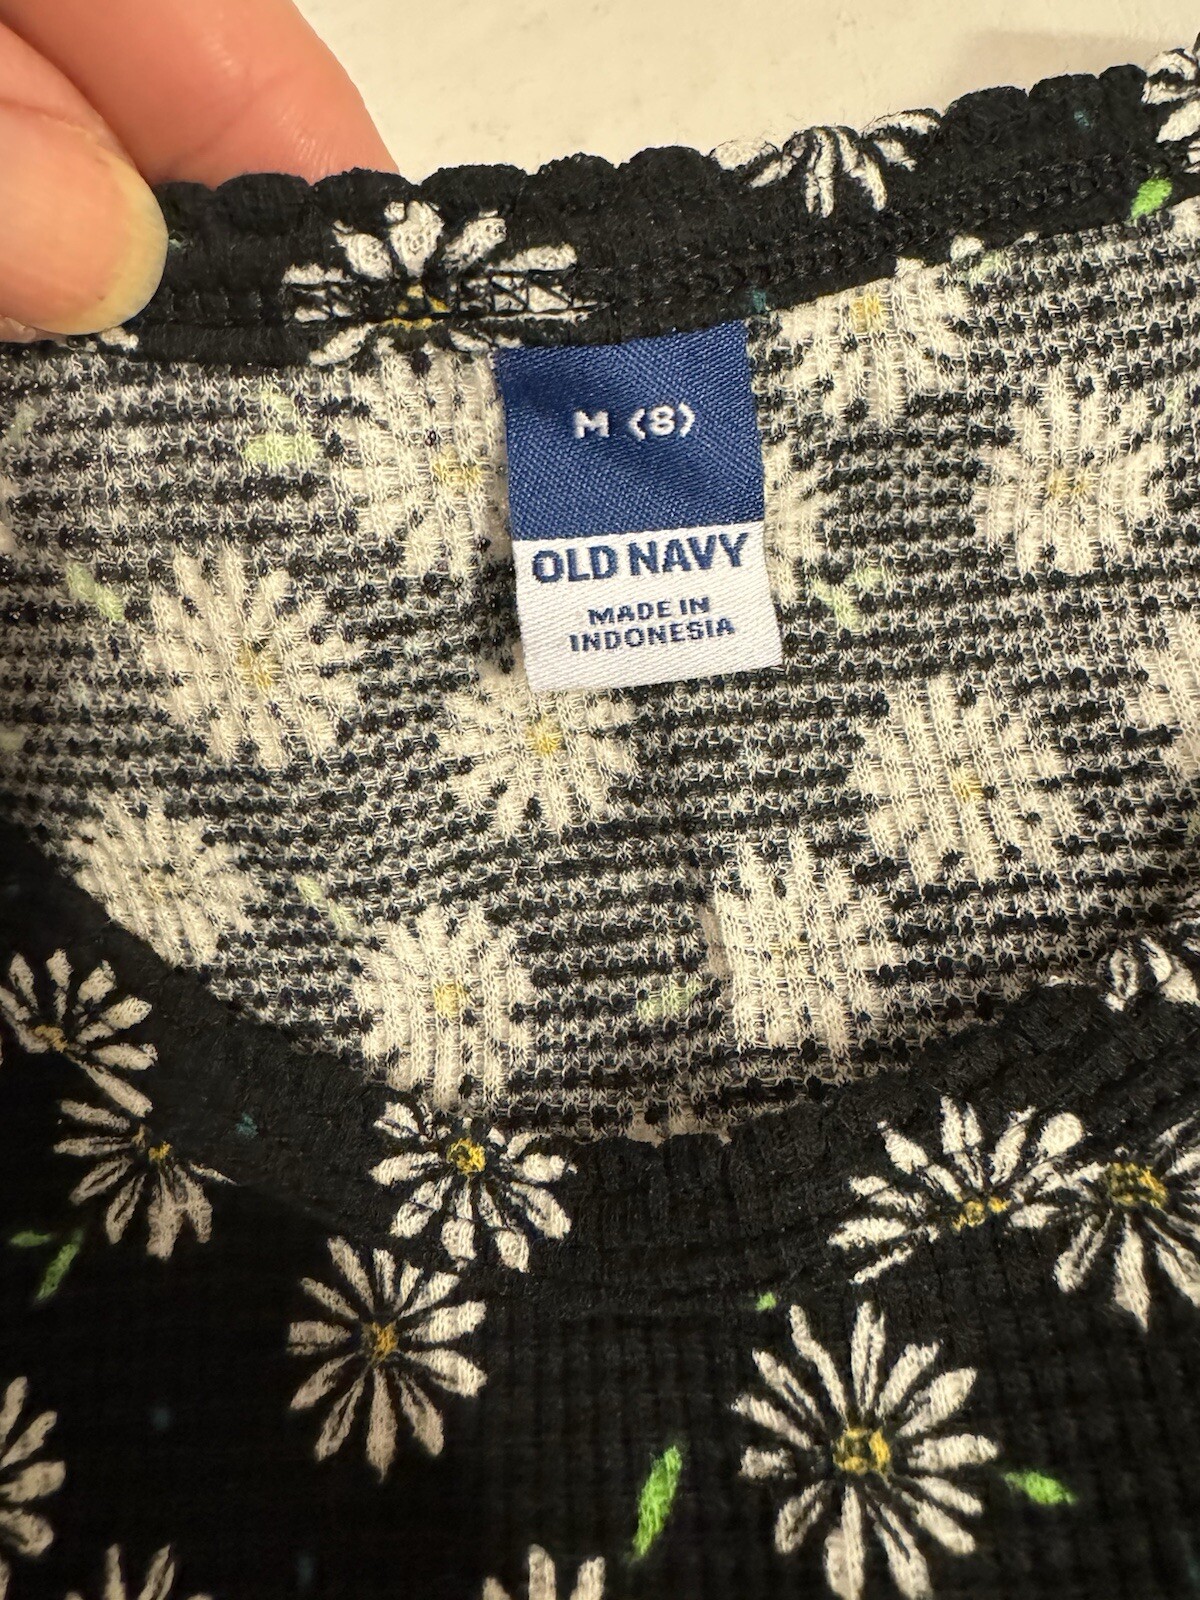 M (8)
OLD NAVY
MADE IN
INDONESIA